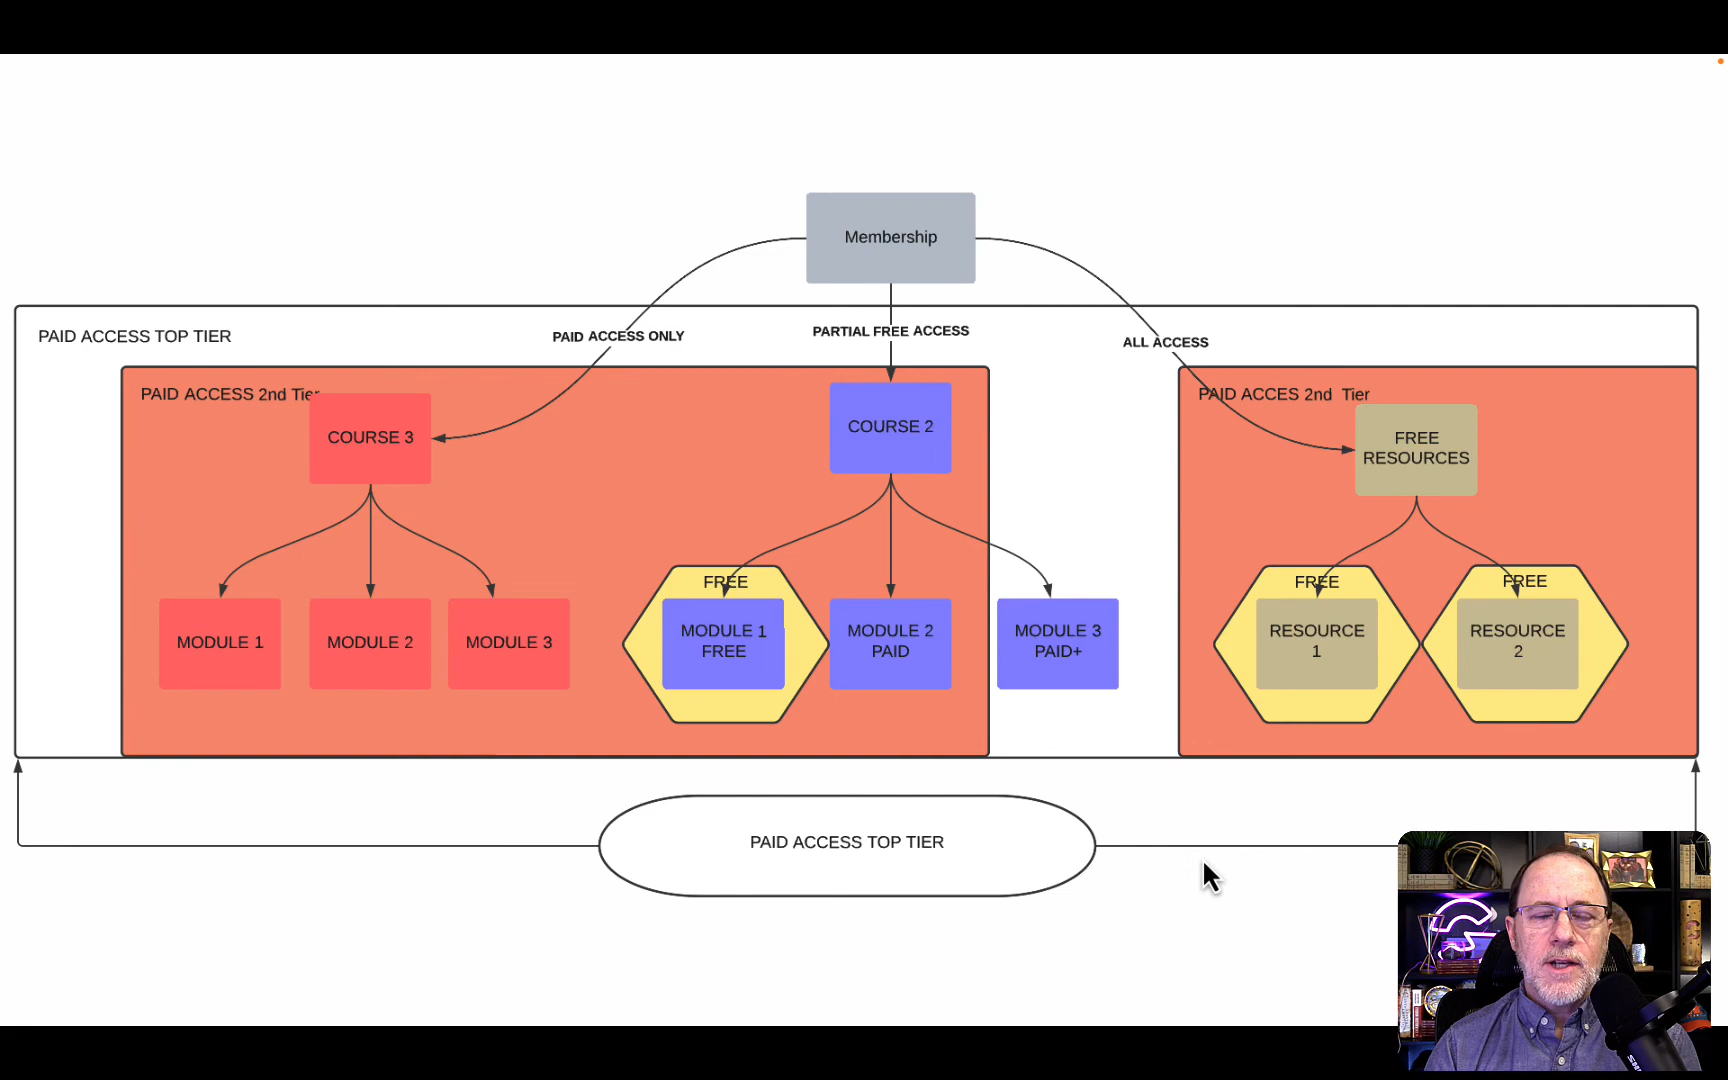 Membership
PAID ACCESS TOP TIER
PAID ACCESS ONLY
PARTIAL FREE ACCESS
ALL ACCESS
PAID ACCESS 2nd Tier
PAID ACCES 2nd Tier
COURSE 3
COURSE 2
FREE
RESOURCES
MODULE 1
MODULE 2
MODULE 3
FREE
MODULE 1
FREE
MODULE 2
PAID
MODULE 3
PAID+
FREE
RESOURCE
1
FREE
RESOURCE
2
PAID ACCESS TOP TIER